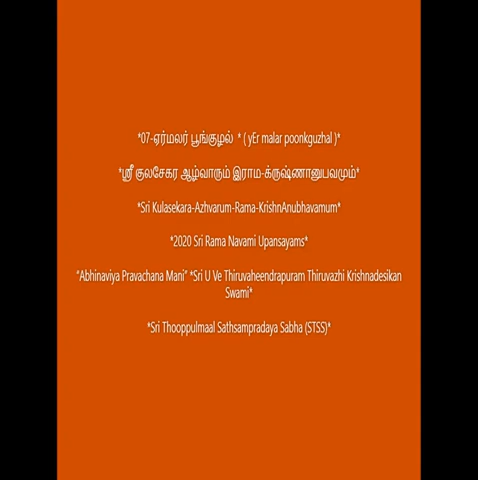 *07-ஏர்மலர் பூங்குழல்  * ( yEr malar poonkguzhal )*
*ஸ்ரீ குலசேகர ஆழ்வாரும் இராம-க்ருஷ்ணானுபவமும்*
*Sri Kulasekara-Azhvarum-Rama-KrishnAnubhavamum*
*2020 Sri Rama Navami Upansayams*
"Abhinaviya Pravachana Mani" *Sri U Ve Thiruvaheendrapuram Thiruvazhi Krishnadesikan
Swami*
*Sri Thooppulmaal Sathsampradaya Sabha (STSS)*